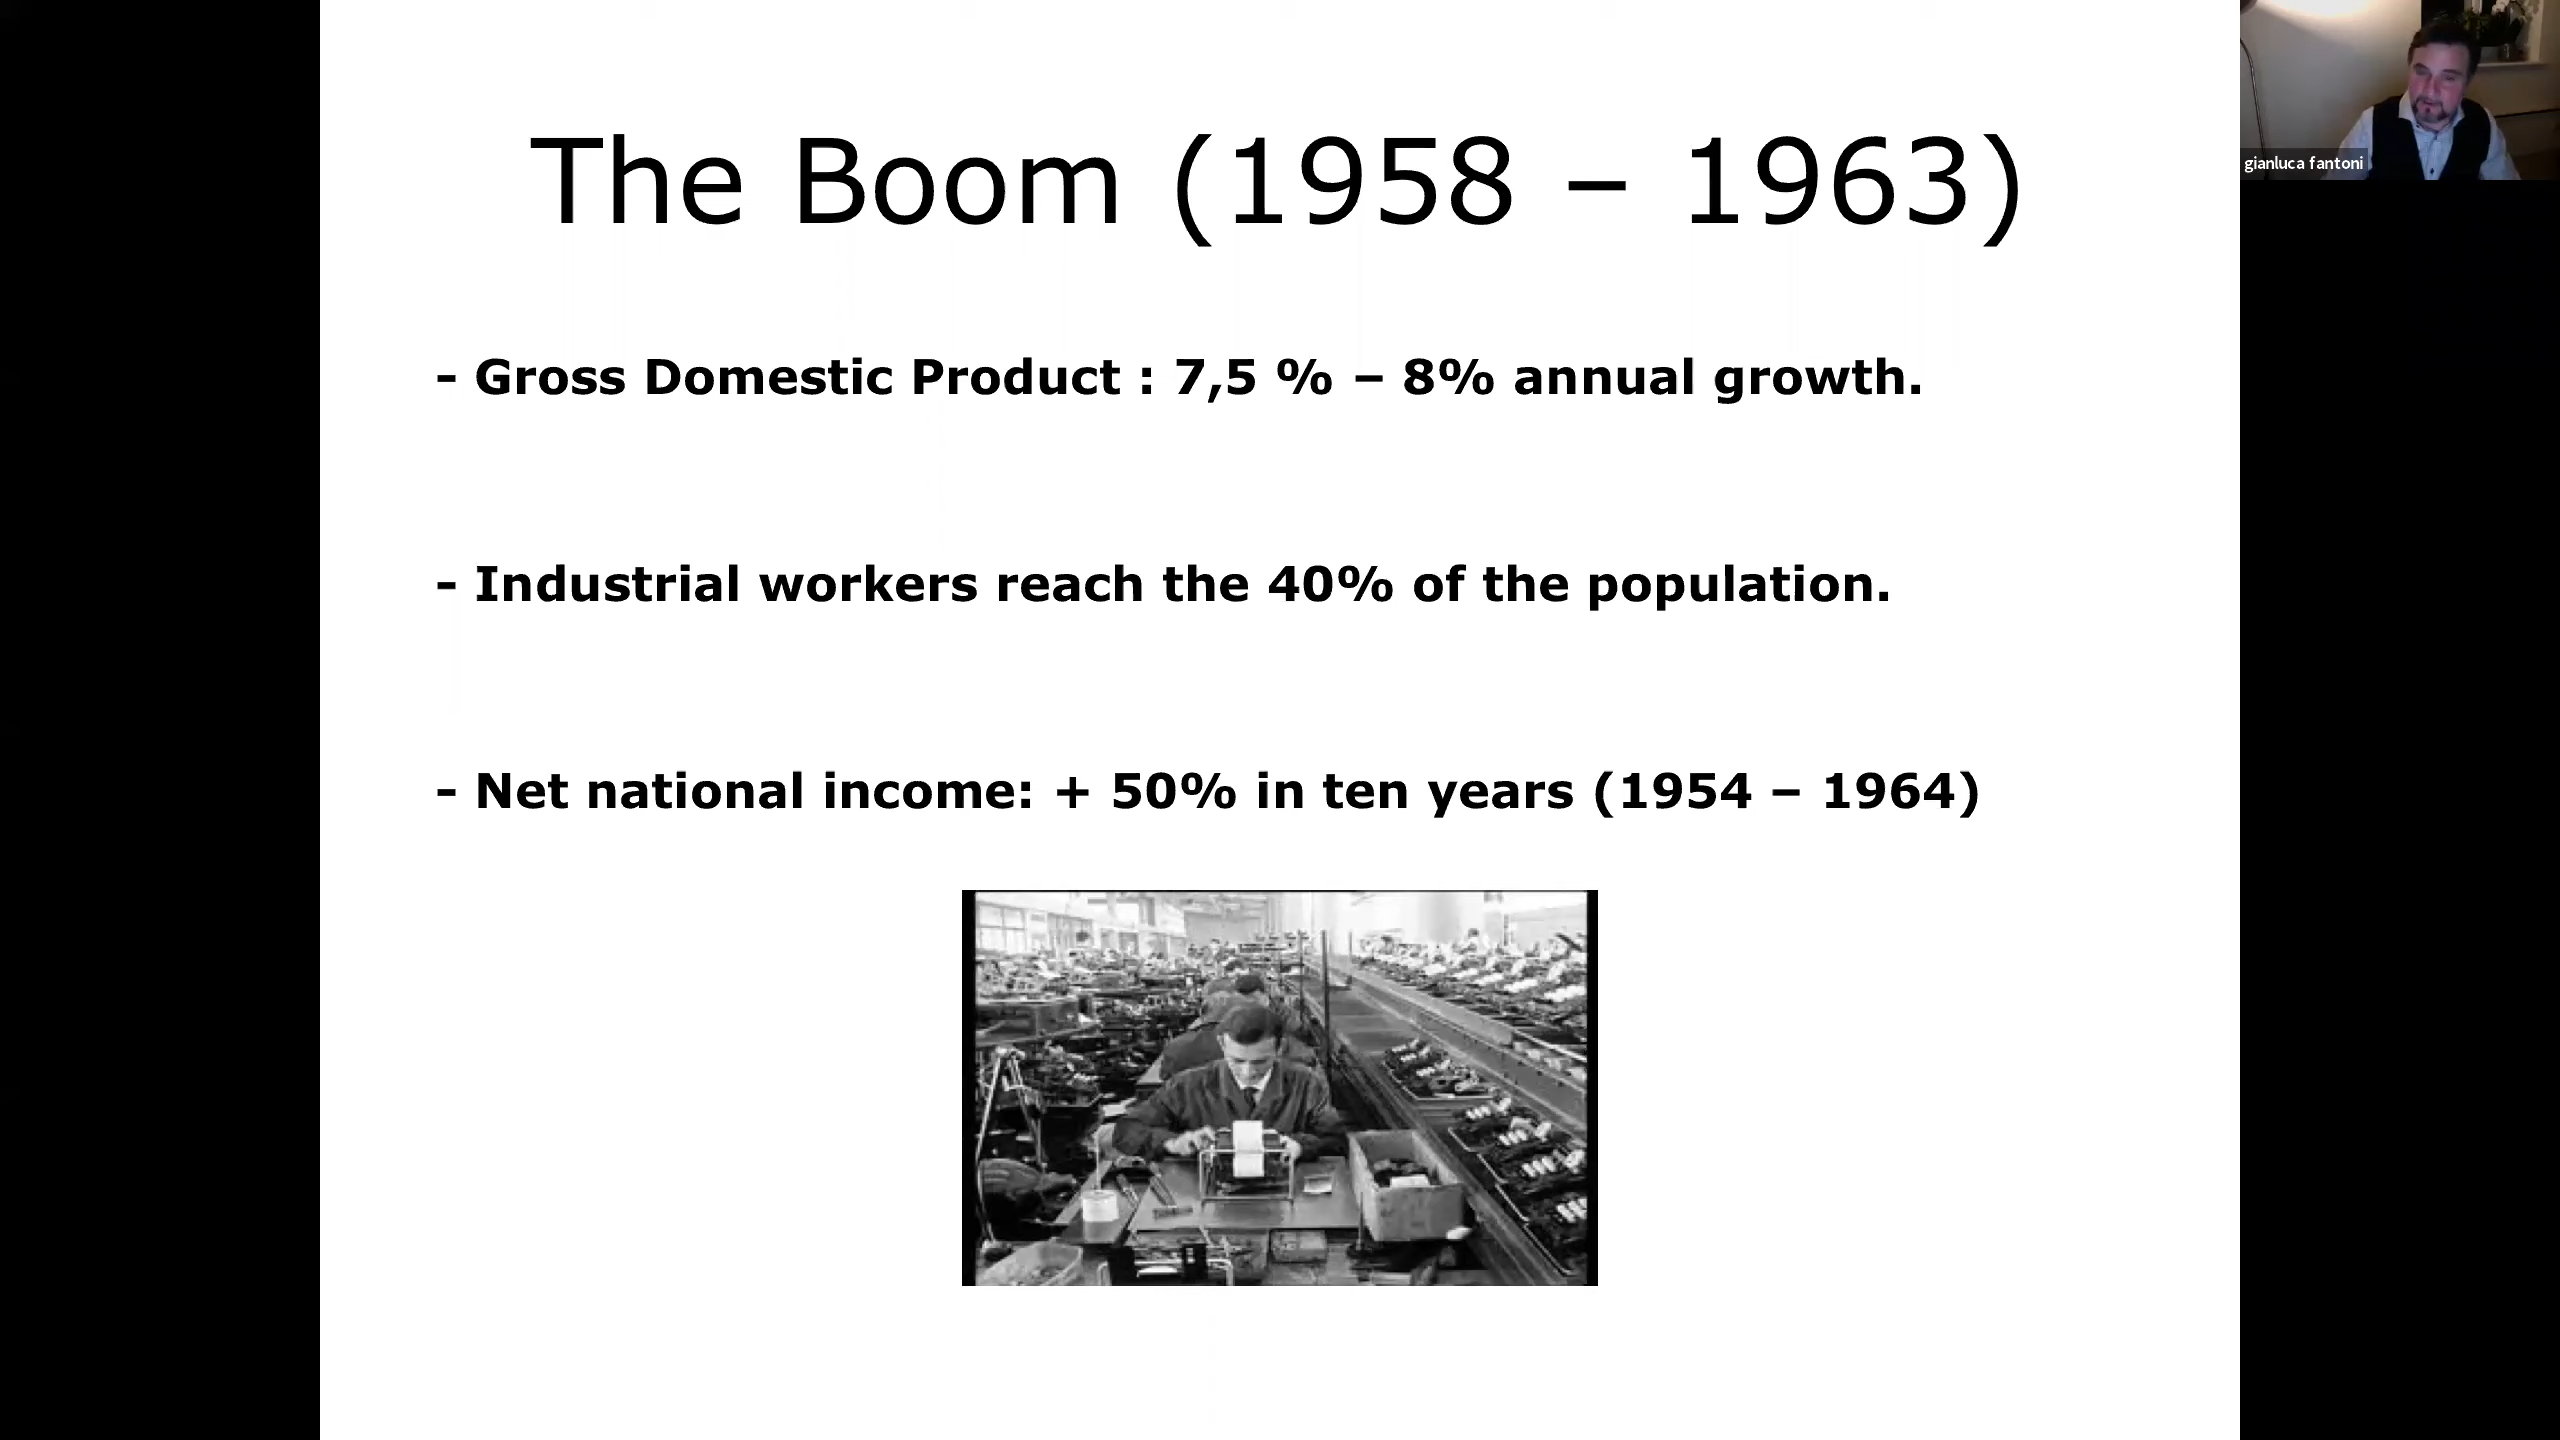 The Boom (1958 – 1963)
- Gross Domestic Product : 7,5 % – 8% annual growth.
- Industrial workers reach the 40% of the population.
- Net national income: + 50% in ten years (1954 – 1964)
gianluca fantoni